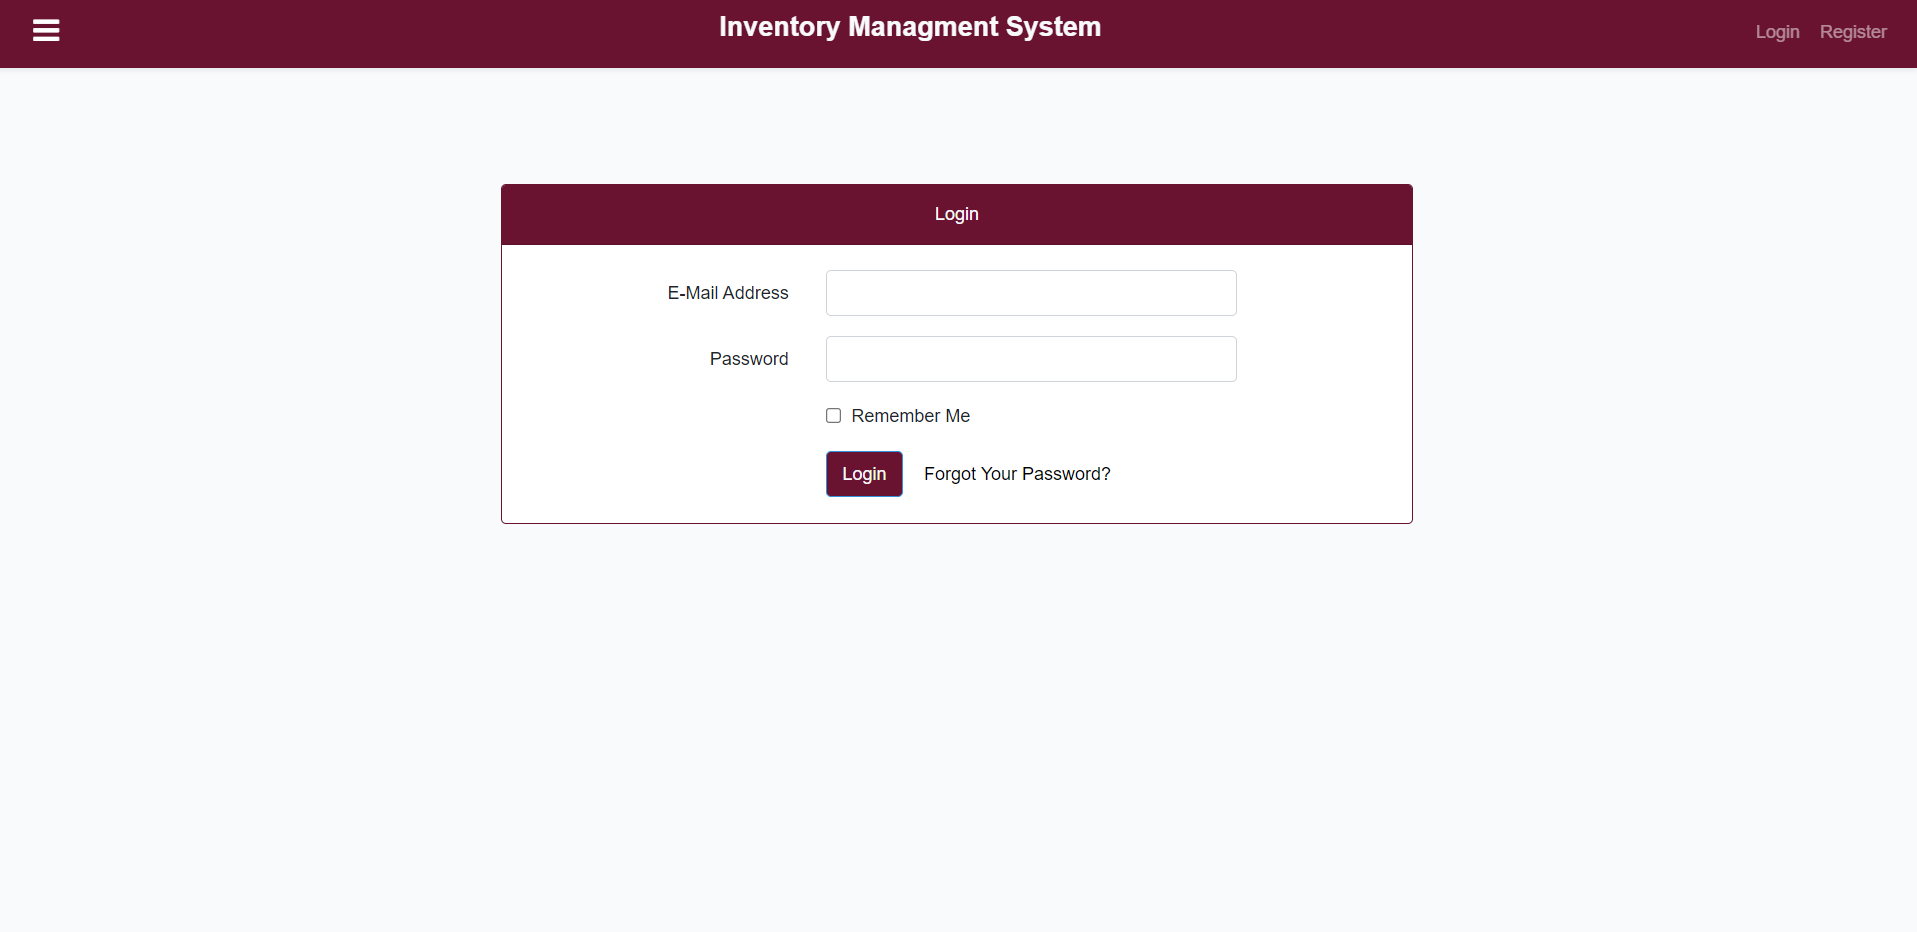 Inventory Managment System
Login Register
Login
E-Mail Address
Password
Remember Me
Login Forgot Your Password?